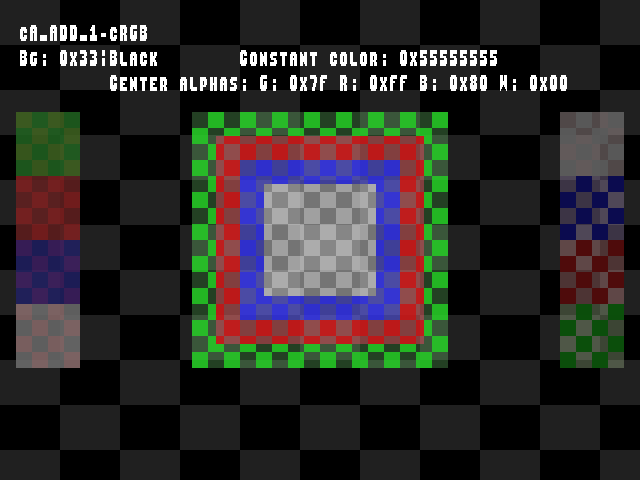 cA_ADD_1-cRGB
Bg: 0x33¦Black Constant color: 0x55555555
Center alphas: G: 0x7f R: 0xff B: 0x80 W: 0x00